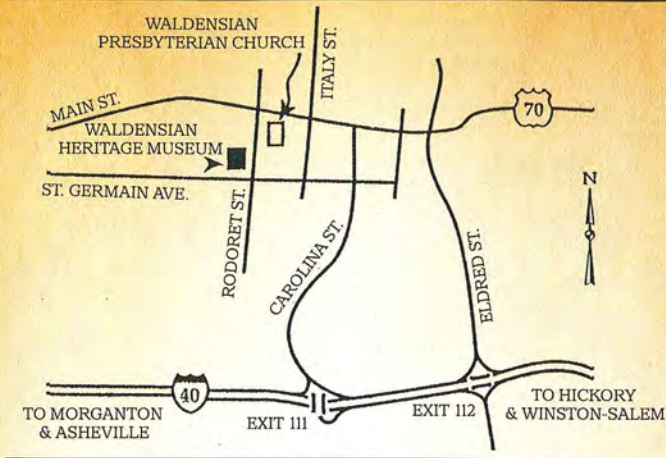 WALDENSIAN
PRESBYTERIAN CHURCH
ITALY ST.
MAIN ST.
70
WALDENSIAN
HERITAGE MUSEUM
ST. GERMAIN AVE.
N
RODORET ST.
CAROLINA ST.
ELDRED ST.
40
TO MORGANTON
& ASHEVILLE
EXIT 111
EXIT 112
TO HICKORY
& WINSTON-SALEM